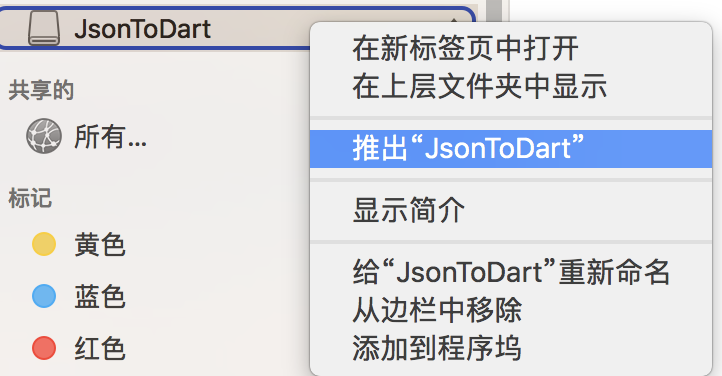 JsonToDart
共享的
所有...
标记
黄色
蓝色
红色
在新标签页中打开
在上层文件夹中显示
推出“JsonToDart”
显示简介
给“JsonToDart”重新命名
从边栏中移除
添加到程序坞